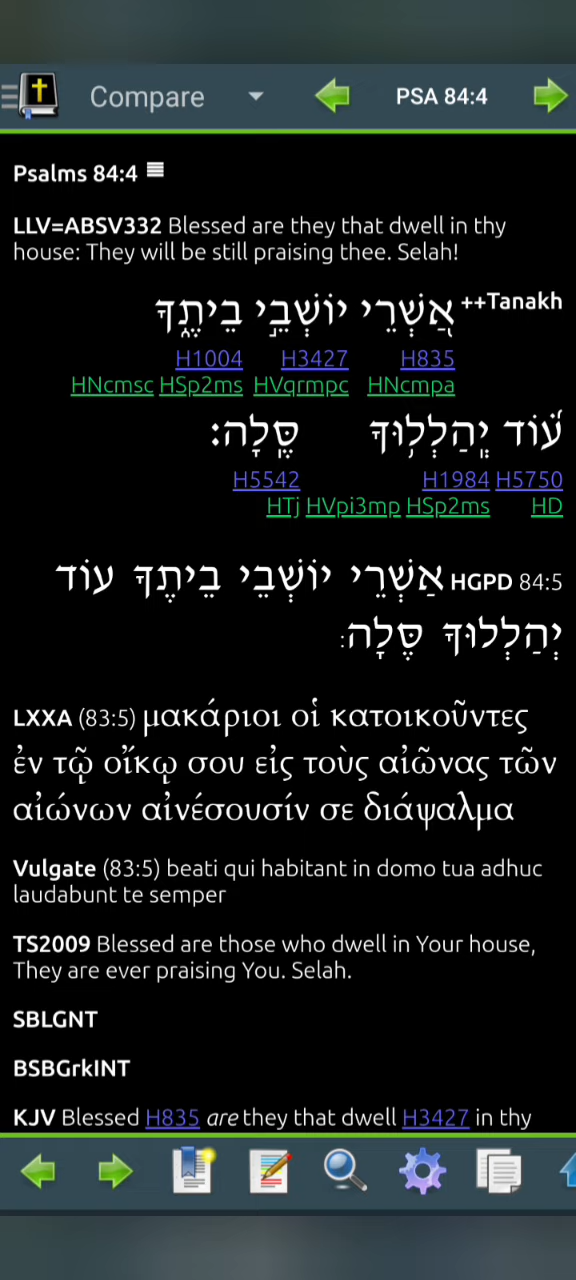 Compare
PSA 84:4
Psalms 84:4
LLV=ABSV332 Blessed are they that dwell in thy
house: They will be still praising thee. Selah!
++Tanakh אַ֭שְׁרֵי יוֹשְׁבֵ֣י בֵיתֶ֑ךָ
H835 H3427 H1004
HNcmpa HVqrmpc HSp2ms HNcmsc
ע֝֗וֹד יְֽהַלְל֥וּךָ סֶּֽלָה׃
H5750 H1984 H5542
HD HSp2ms HVpi3mp HTj
HGPD 84:5 אַשְׁרֵי יוֹשְׁבֵי בֵיתֶךָ עוֹד
יְהַלְלוּךָ סֶּלָה׃
LXXA (83:5) μακάριοι οἱ κατοικοῦντες
ἐν τῷ οἴκῳ σου εἰς τοὺς αἰῶνας τῶν
αἰώνων αἰνέσουσίν σε διάψαλμα
Vulgate (83:5) beati qui habitant in domo tua adhuc
laudabunt te semper
TS2009 Blessed are those who dwell in Your house,
They are ever praising You. Selah.
SBLGNT
BSBGrkINT
KJV Blessed H835 are they that dwell H3427 in thy